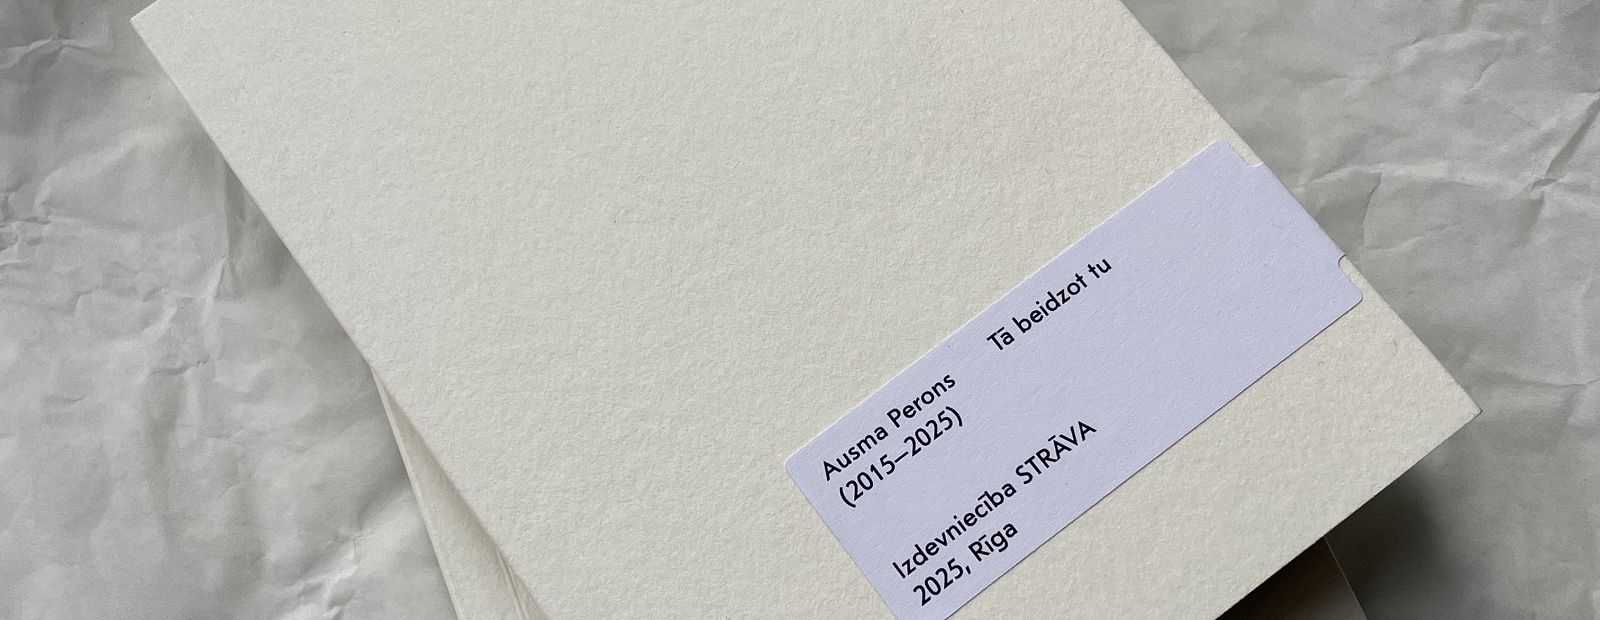 Ausma Perons
(2015–2025)
Tā beidzot tu
Izdevniecība STRĀVA
2025, Rīga